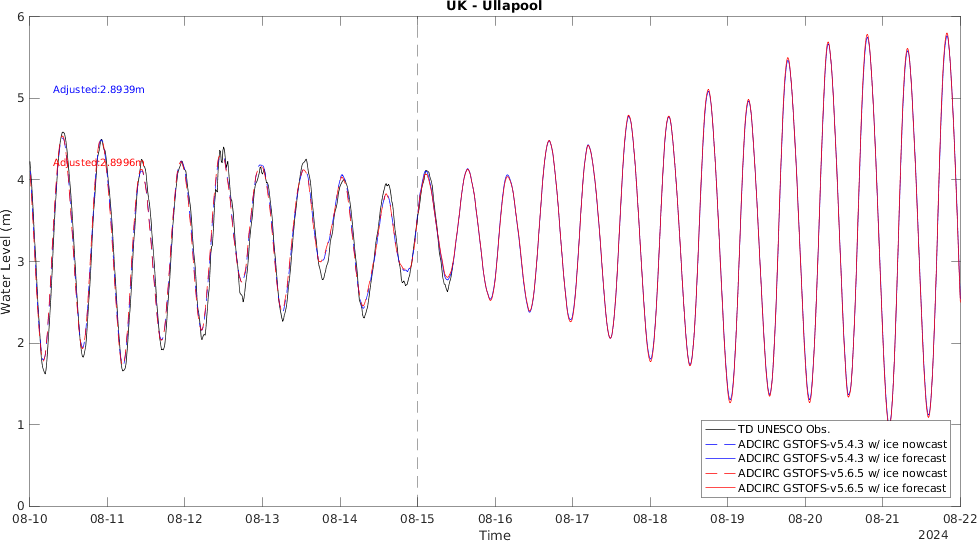 UK - Ullapool
6
5
4
3
2
1
0
Water Level (m)
Adjusted:2.8939m
Adjusted:2.8996m
TD UNESCO Obs.
ADCIRC GSTOFS-v5.4.3 w/ ice nowcast
ADCIRC GSTOFS-v5.4.3 w/ ice forecast
ADCIRC GSTOFS-v5.6.5 w/ ice nowcast
ADCIRC GSTOFS-v5.6.5 w/ ice forecast
08-10 08-11 08-12 08-13 08-14 08-15 08-16 08-17 08-18 08-19 08-20 08-21 08-22
Time
2024